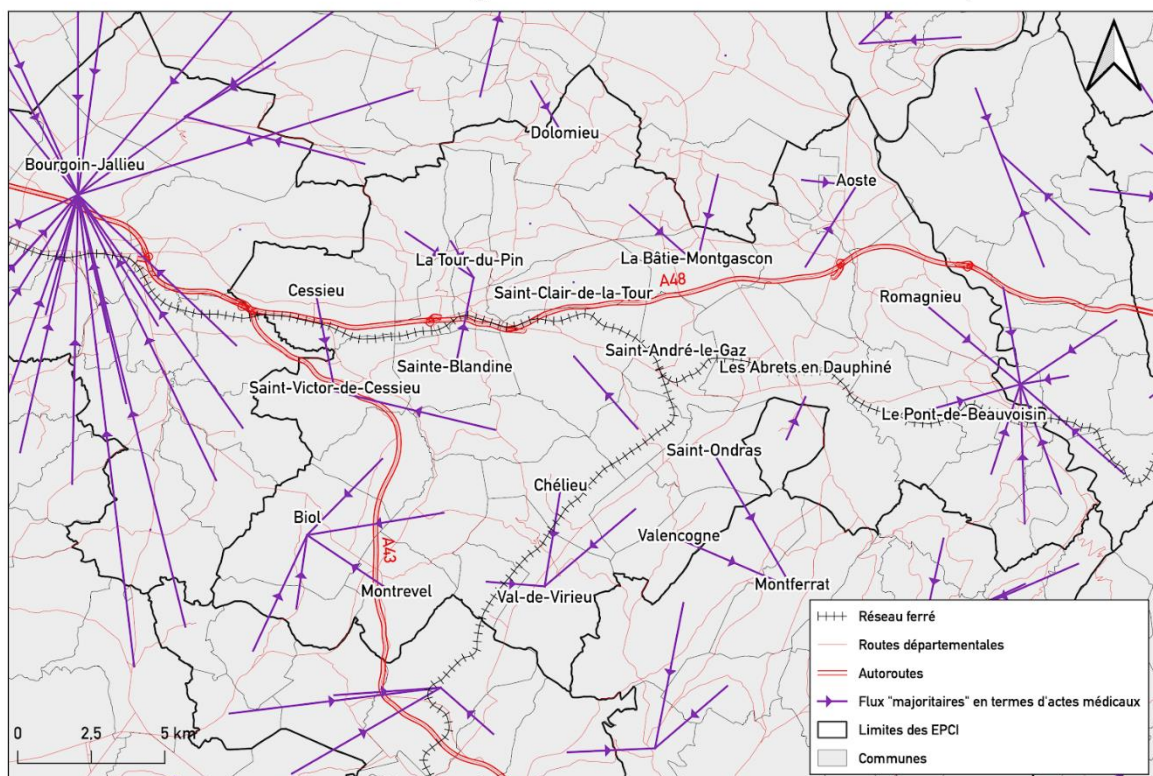 Dolomieu
Bourgoin-Jallieu
Aoste
La Tour-du-Pin
La Bâtie-Montgascon
A48
Cessieu
Saint-Clair-de-la-Tour
Romagnieu
Saint-André-le-Gaz
Sainte-Blandine
Les Abrets en Dauphiné
Saint-Victor-de-Cessieu
Le Pont-de-Beauvoisin
Saint-Ondras
Chélieu
Biol
Valencogne
A43
Montferrat
Montrevel
Val-de-Virieu
Réseau ferré
Routes départementales
Autoroutes
Flux "majoritaires" en termes d'actes médicaux
Limites des EPCI
Communes
0 2,5 5 km